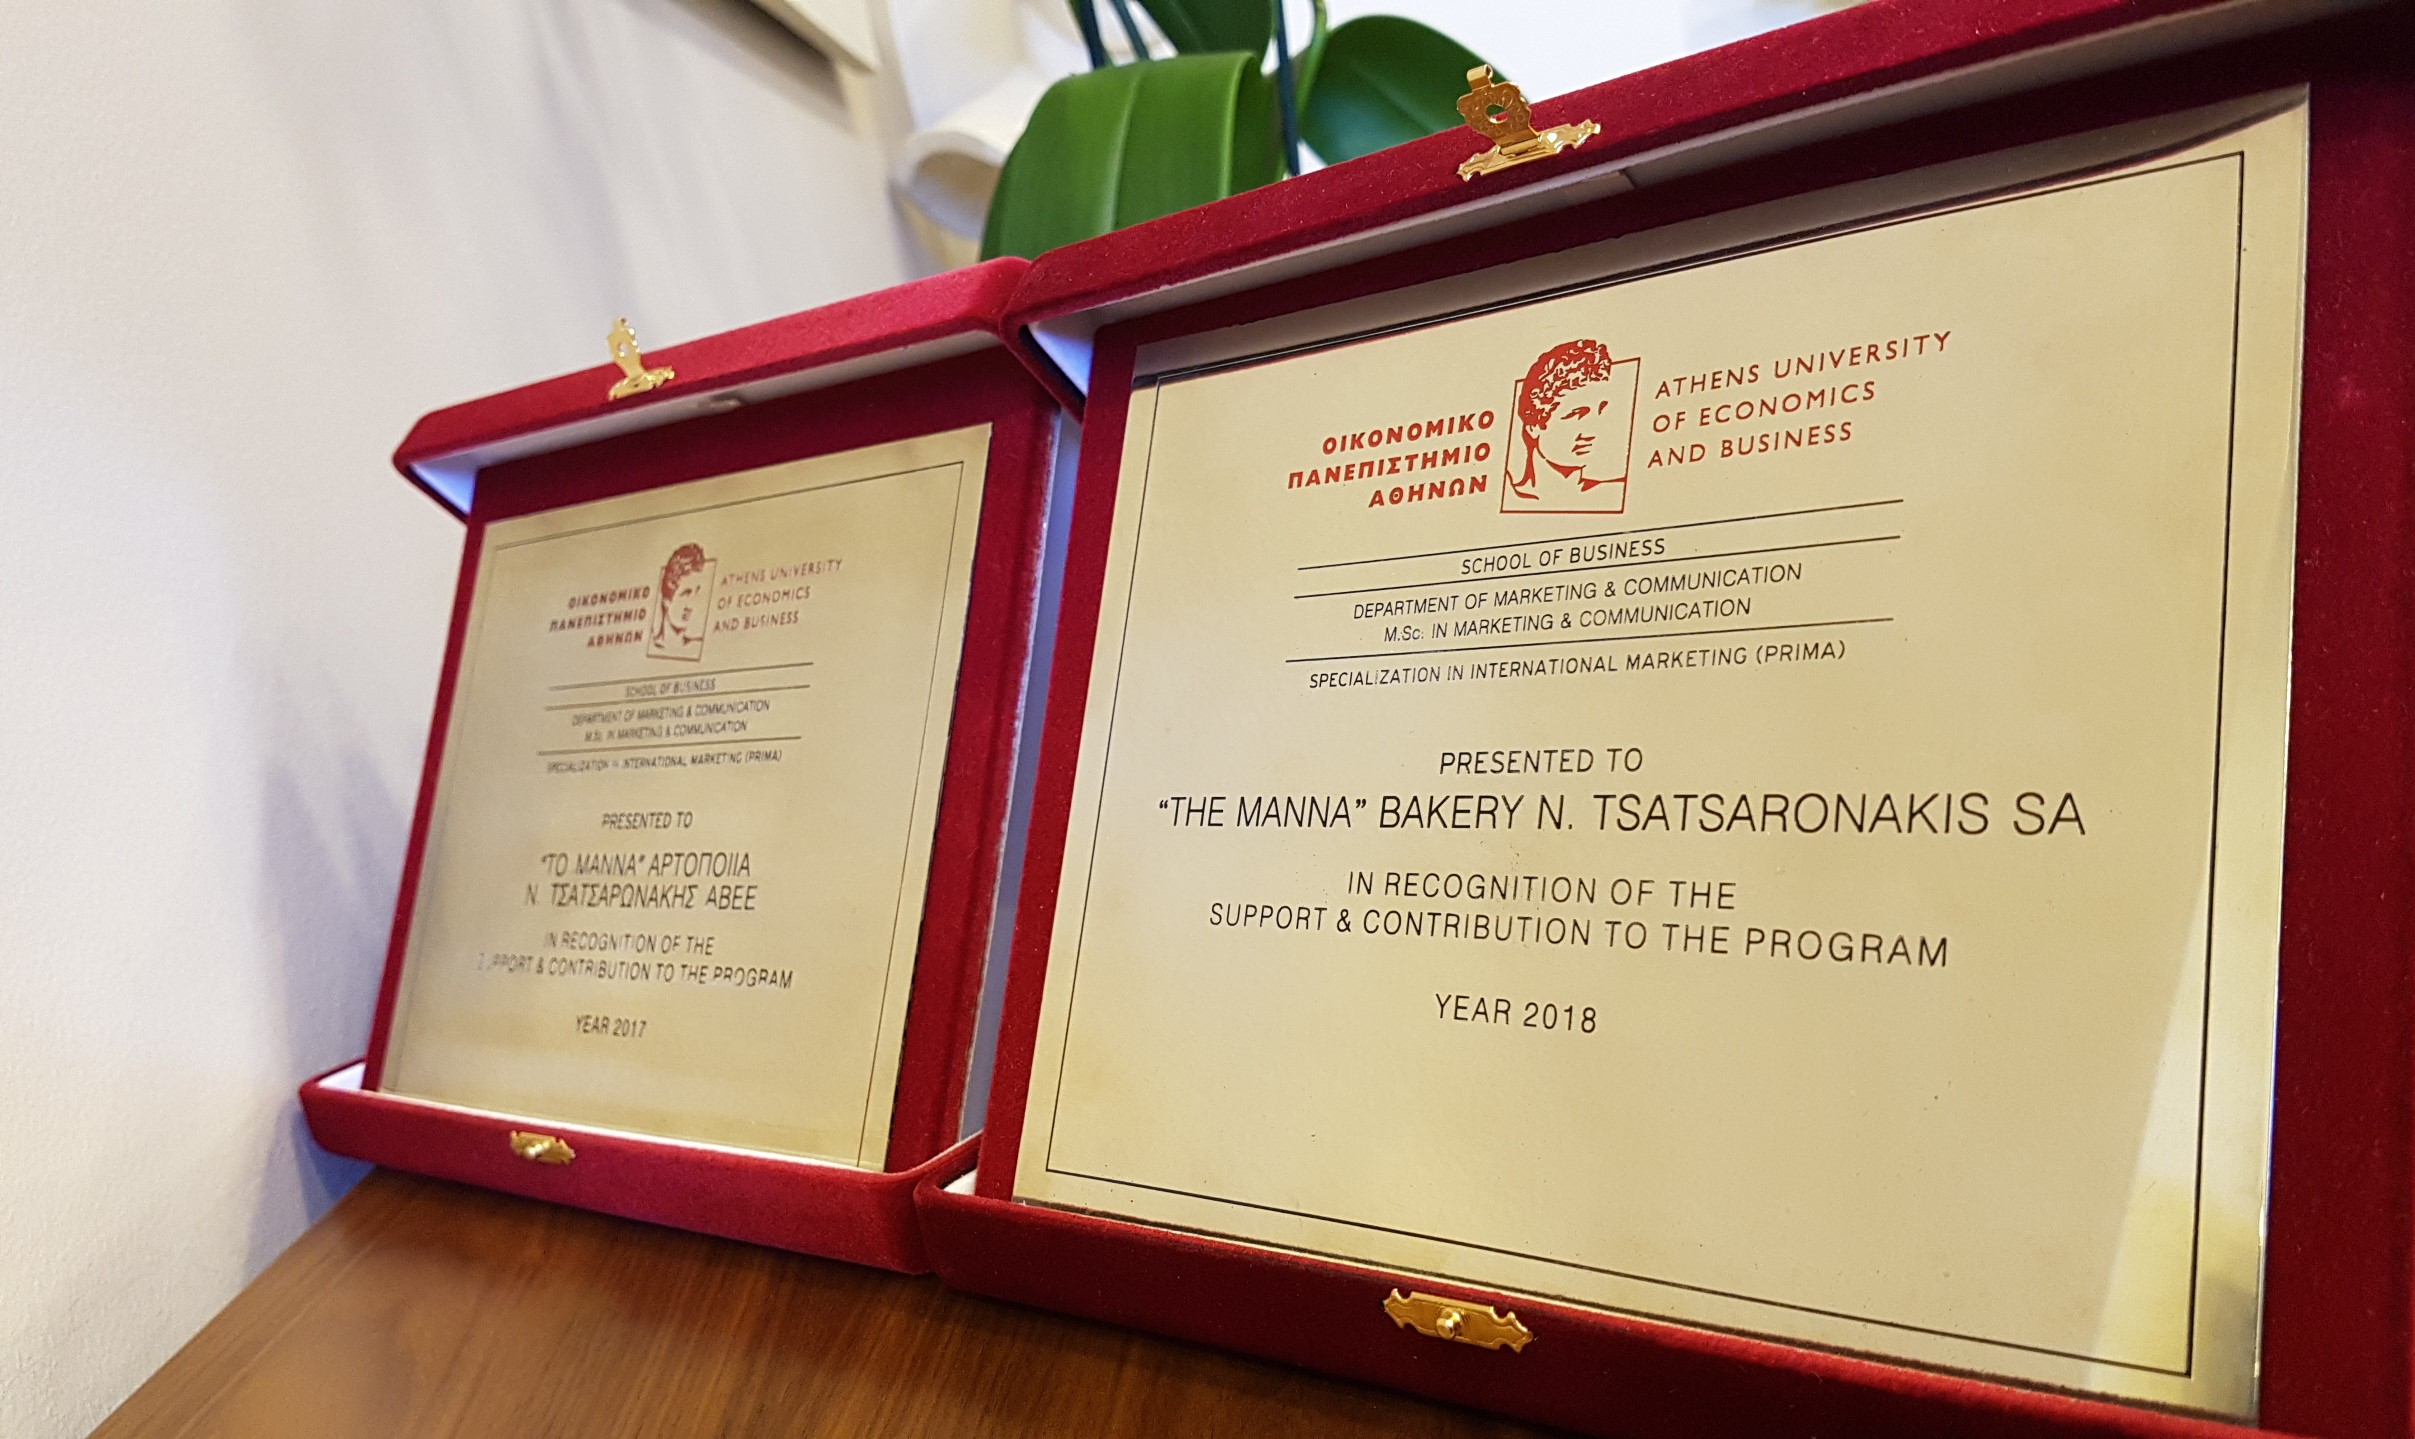 ΟΙΚΟΝΟΜΙΚΟ
ΠΑΝΕΠΙΣΤΗΜΙΟ
ΑΘΗΝΩΝ
ATHENS UNIVERSITY
OF ECONOMICS
AND BUSINESS
SCHOOL OF BUSINESS
DEPARTMENT OF MARKETING & COMMUNICATION
M.Sc. IN MARKETING & COMMUNICATION
SPECIALIZATION IN INTERNATIONAL MARKETING (PRIMA)
PRESENTED TO
"ΤΟ ΜΑΝΝΑ" ΑΡΤΟΠΟΙΙΑ
Ν. ΤΣΑΤΣΑΡΩΝΑΚΗΣ ΑΒΕΕ
IN RECOGNITION OF THE
SUPPORT & CONTRIBUTION TO THE PROGRAM
YEAR 2017
ΟΙΚΟΝΟΜΙΚΟ
ΠΑΝΕΠΙΣΤΗΜΙΟ
ΑΘΗΝΩΝ
ATHENS UNIVERSITY
OF ECONOMICS
AND BUSINESS
SCHOOL OF BUSINESS
DEPARTMENT OF MARKETING & COMMUNICATION
M.Sc. IN MARKETING & COMMUNICATION
SPECIALIZATION IN INTERNATIONAL MARKETING (PRIMA)
PRESENTED TO
“THE MANNA” BAKERY N. TSATSARONAKIS SA
IN RECOGNITION OF THE
SUPPORT & CONTRIBUTION TO THE PROGRAM
YEAR 2018